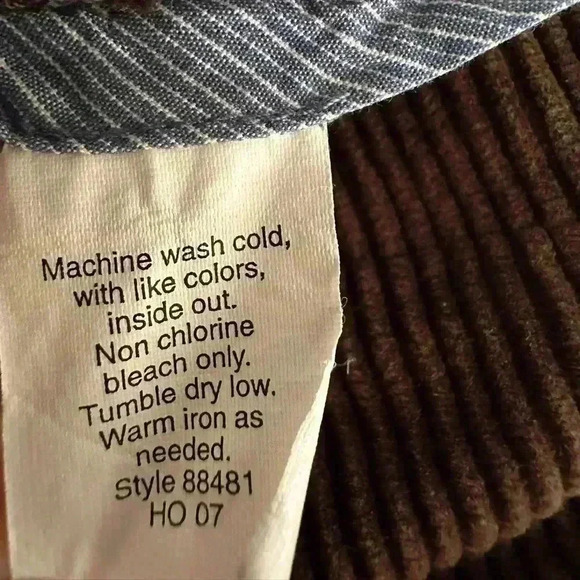 Machine wash cold,
with like colors,
inside out.
Non chlorine
bleach only.
Tumble dry low.
Warm iron as
needed.
Style 88481
HO 07